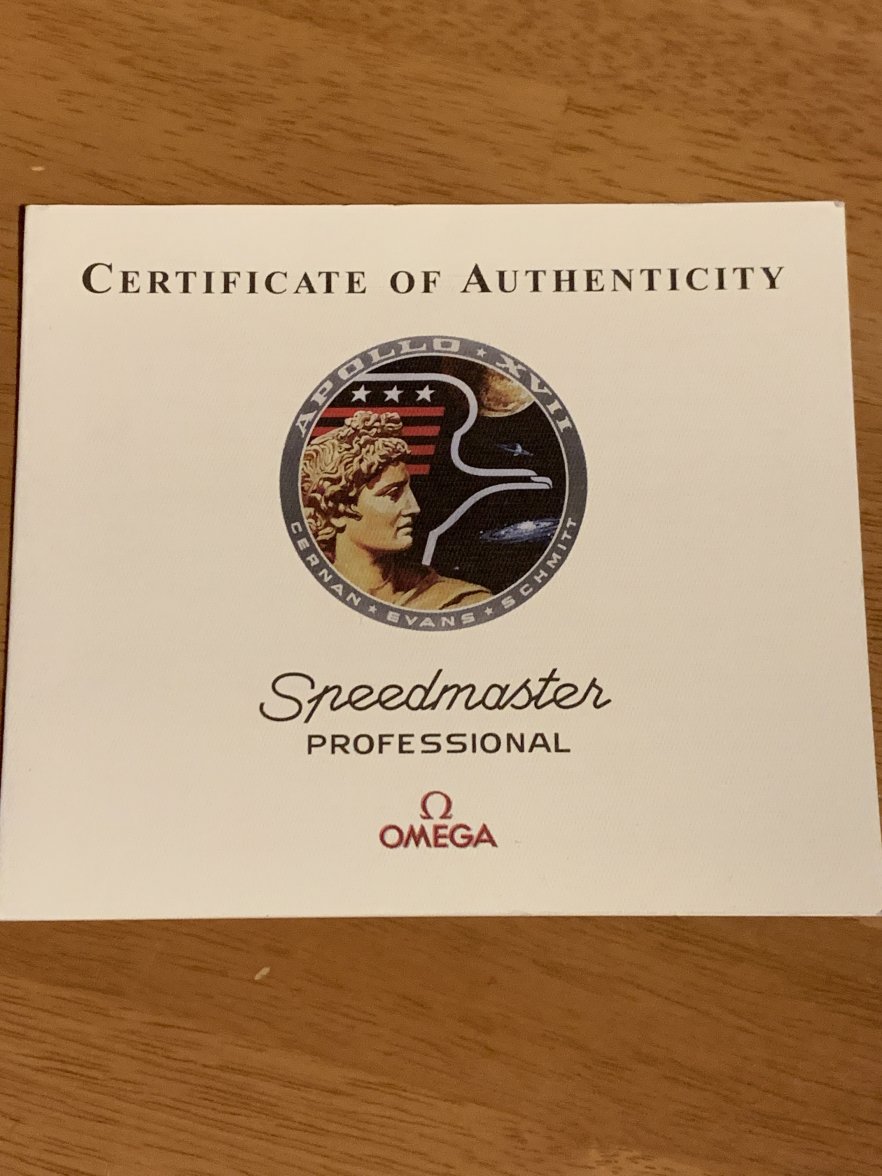 CERTIFICATE OF AUTHENTICITY
APOLLO ★ XVII
CERNAN ★ EVANS ★ SCHMITT
Speedmaster
PROFESSIONAL
Ω
OMEGA